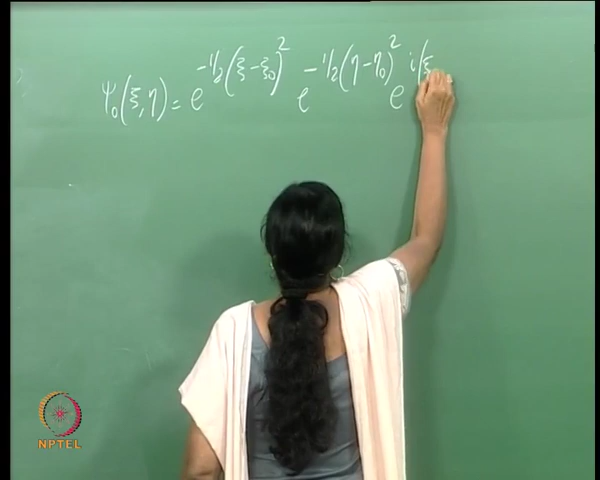 ψ₀(ξ, η) = e^{-1/2(ξ-ξ₀)²} e^{-1/2(η-η₀)²} e^{i(ξ
NPTEL